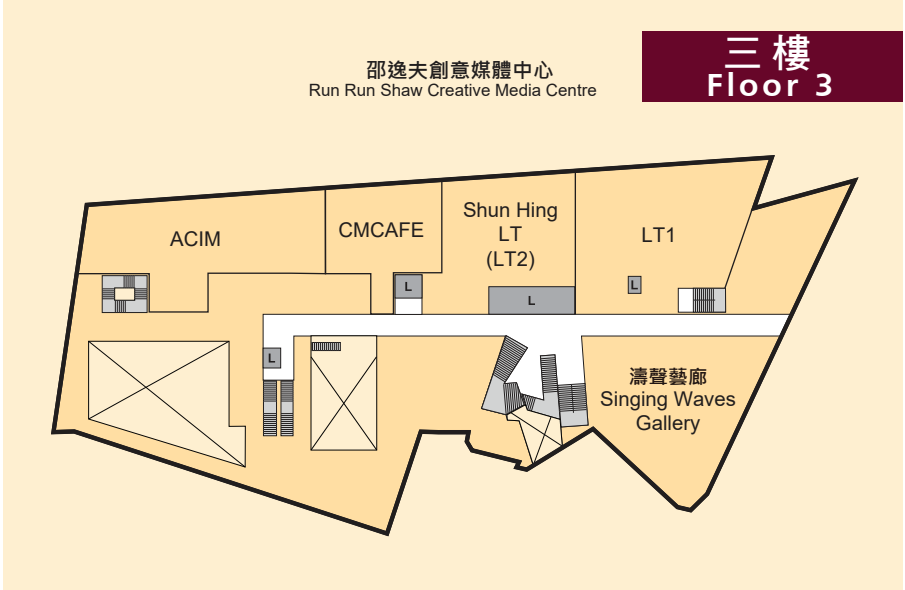 三樓
Floor 3
邵逸夫創意媒體中心
Run Run Shaw Creative Media Centre
ACIM
CMCAFE
Shun Hing
LT
(LT2)
LT1
L
L
L
L
濤聲藝廊
Singing Waves
Gallery